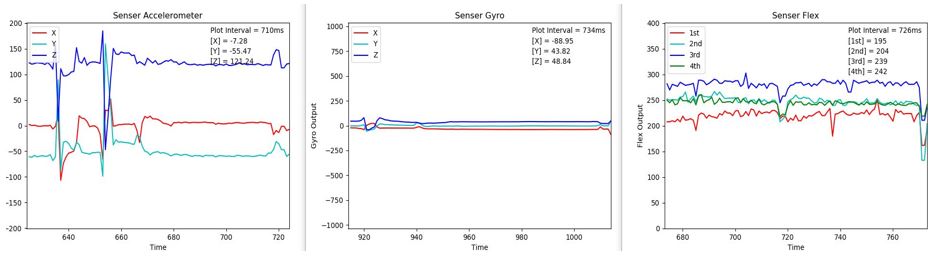 Senser Accelerometer
Plot Interval = 710ms
[X] = -7.28
[Y] = -55.47
[Z] = 121.24
X
Y
Z
200
150
100
50
0
−50
−100
−150
−200
640
660
680
700
720
Time
Senser Gyro
Plot Interval = 734ms
[X] = -88.95
[Y] = 43.82
[Z] = 48.84
X
Y
Z
Gyro Output
1000
750
500
250
0
−250
−500
−750
−1000
920
940
960
980
1000
Time
Senser Flex
Plot Interval = 726ms
[1st] = 195
[2nd] = 204
[3rd] = 239
[4th] = 242
1st
2nd
3rd
4th
Flex Output
400
350
300
250
200
150
100
50
0
680
700
720
740
760
Time